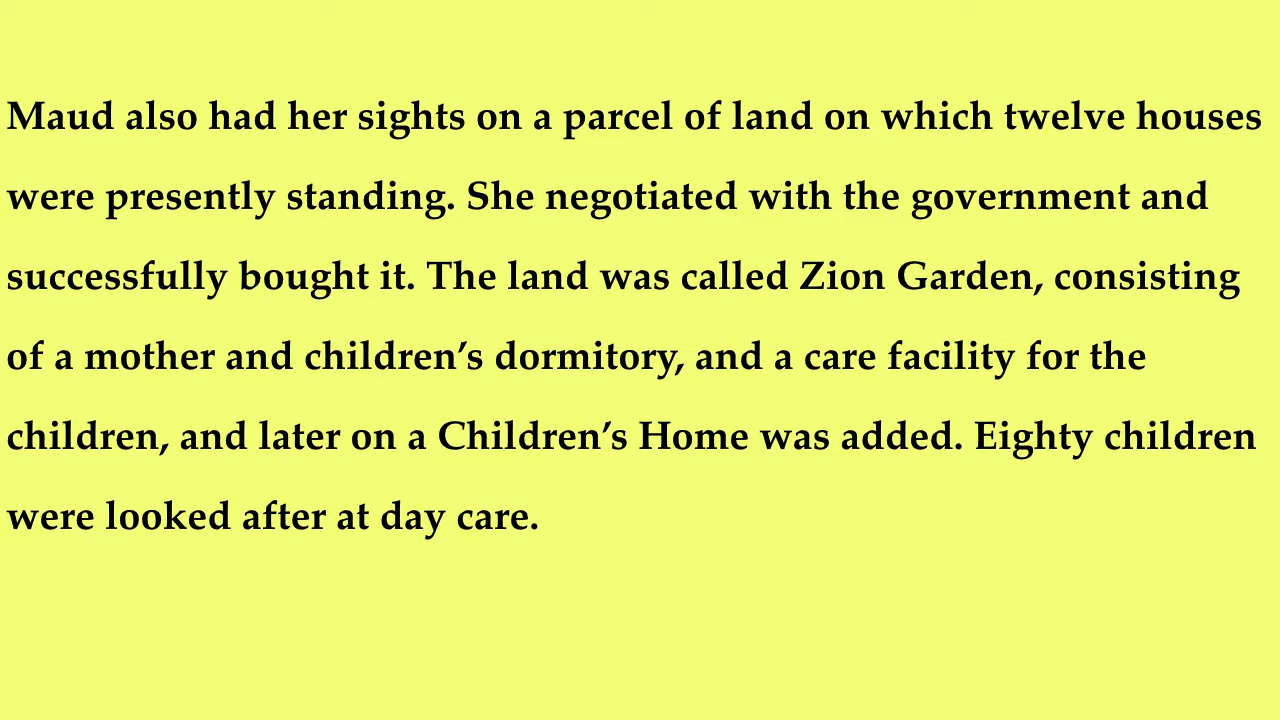 Maud also had her sights on a parcel of land on which twelve houses
were presently standing. She negotiated with the government and
successfully bought it. The land was called Zion Garden, consisting
of a mother and children’s dormitory, and a care facility for the
children, and later on a Children’s Home was added. Eighty children
were looked after at day care.